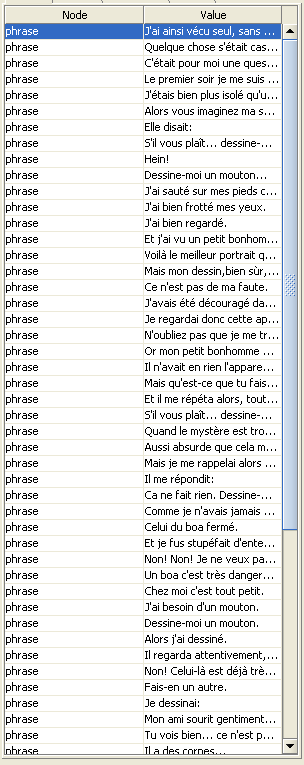 Node Value
phrase J'ai ainsi vécu seul, sans ...
phrase Quelque chose s'était cas...
phrase C'était pour moi une ques...
phrase Le premier soir je me suis ...
phrase J'étais bien plus isolé qu'u...
phrase Alors vous imaginez ma s...
phrase Elle disait:
phrase S'il vous plaît... dessine-...
phrase Hein!
phrase Dessine-moi un mouton...
phrase J'ai sauté sur mes pieds c...
phrase J'ai bien frotté mes yeux.
phrase J'ai bien regardé.
phrase Et j'ai vu un petit bonhom...
phrase Voilà le meilleur portrait q...
phrase Mais mon dessin,bien sùr,...
phrase Ce n'est pas de ma faute.
phrase J'avais été découragé da...
phrase Je regardai donc cette ap...
phrase N'oubliez pas que je me tr...
phrase Or mon petit bonhomme ...
phrase Il n'avait en rien l'appare...
phrase Mais qu'est-ce que tu fais...
phrase Et il me répéta alors, tout...
phrase S'il vous plaît... dessine-...
phrase Quand le mystère est tro...
phrase Aussi absurde que cela m...
phrase Mais je me rappelai alors ...
phrase Il me répondit:
phrase Ca ne fait rien. Dessine-...
phrase Comme je n'avais jamais ...
phrase Celui du boa fermé.
phrase Et je fus stupéfait d'ente...
phrase Non! Non! Je ne veux pa...
phrase Un boa c'est très danger...
phrase Chez moi c'est tout petit.
phrase J'ai besoin d'un mouton.
phrase Dessine-moi un mouton.
phrase Alors j'ai dessiné.
phrase Il regarda attentivement,...
phrase Non! Celui-là est déjà trè...
phrase Fais-en un autre.
phrase Je dessinai:
phrase Mon ami sourit gentiment...
phrase Tu vois bien... ce n'est p...
phrase Il a des cornes...